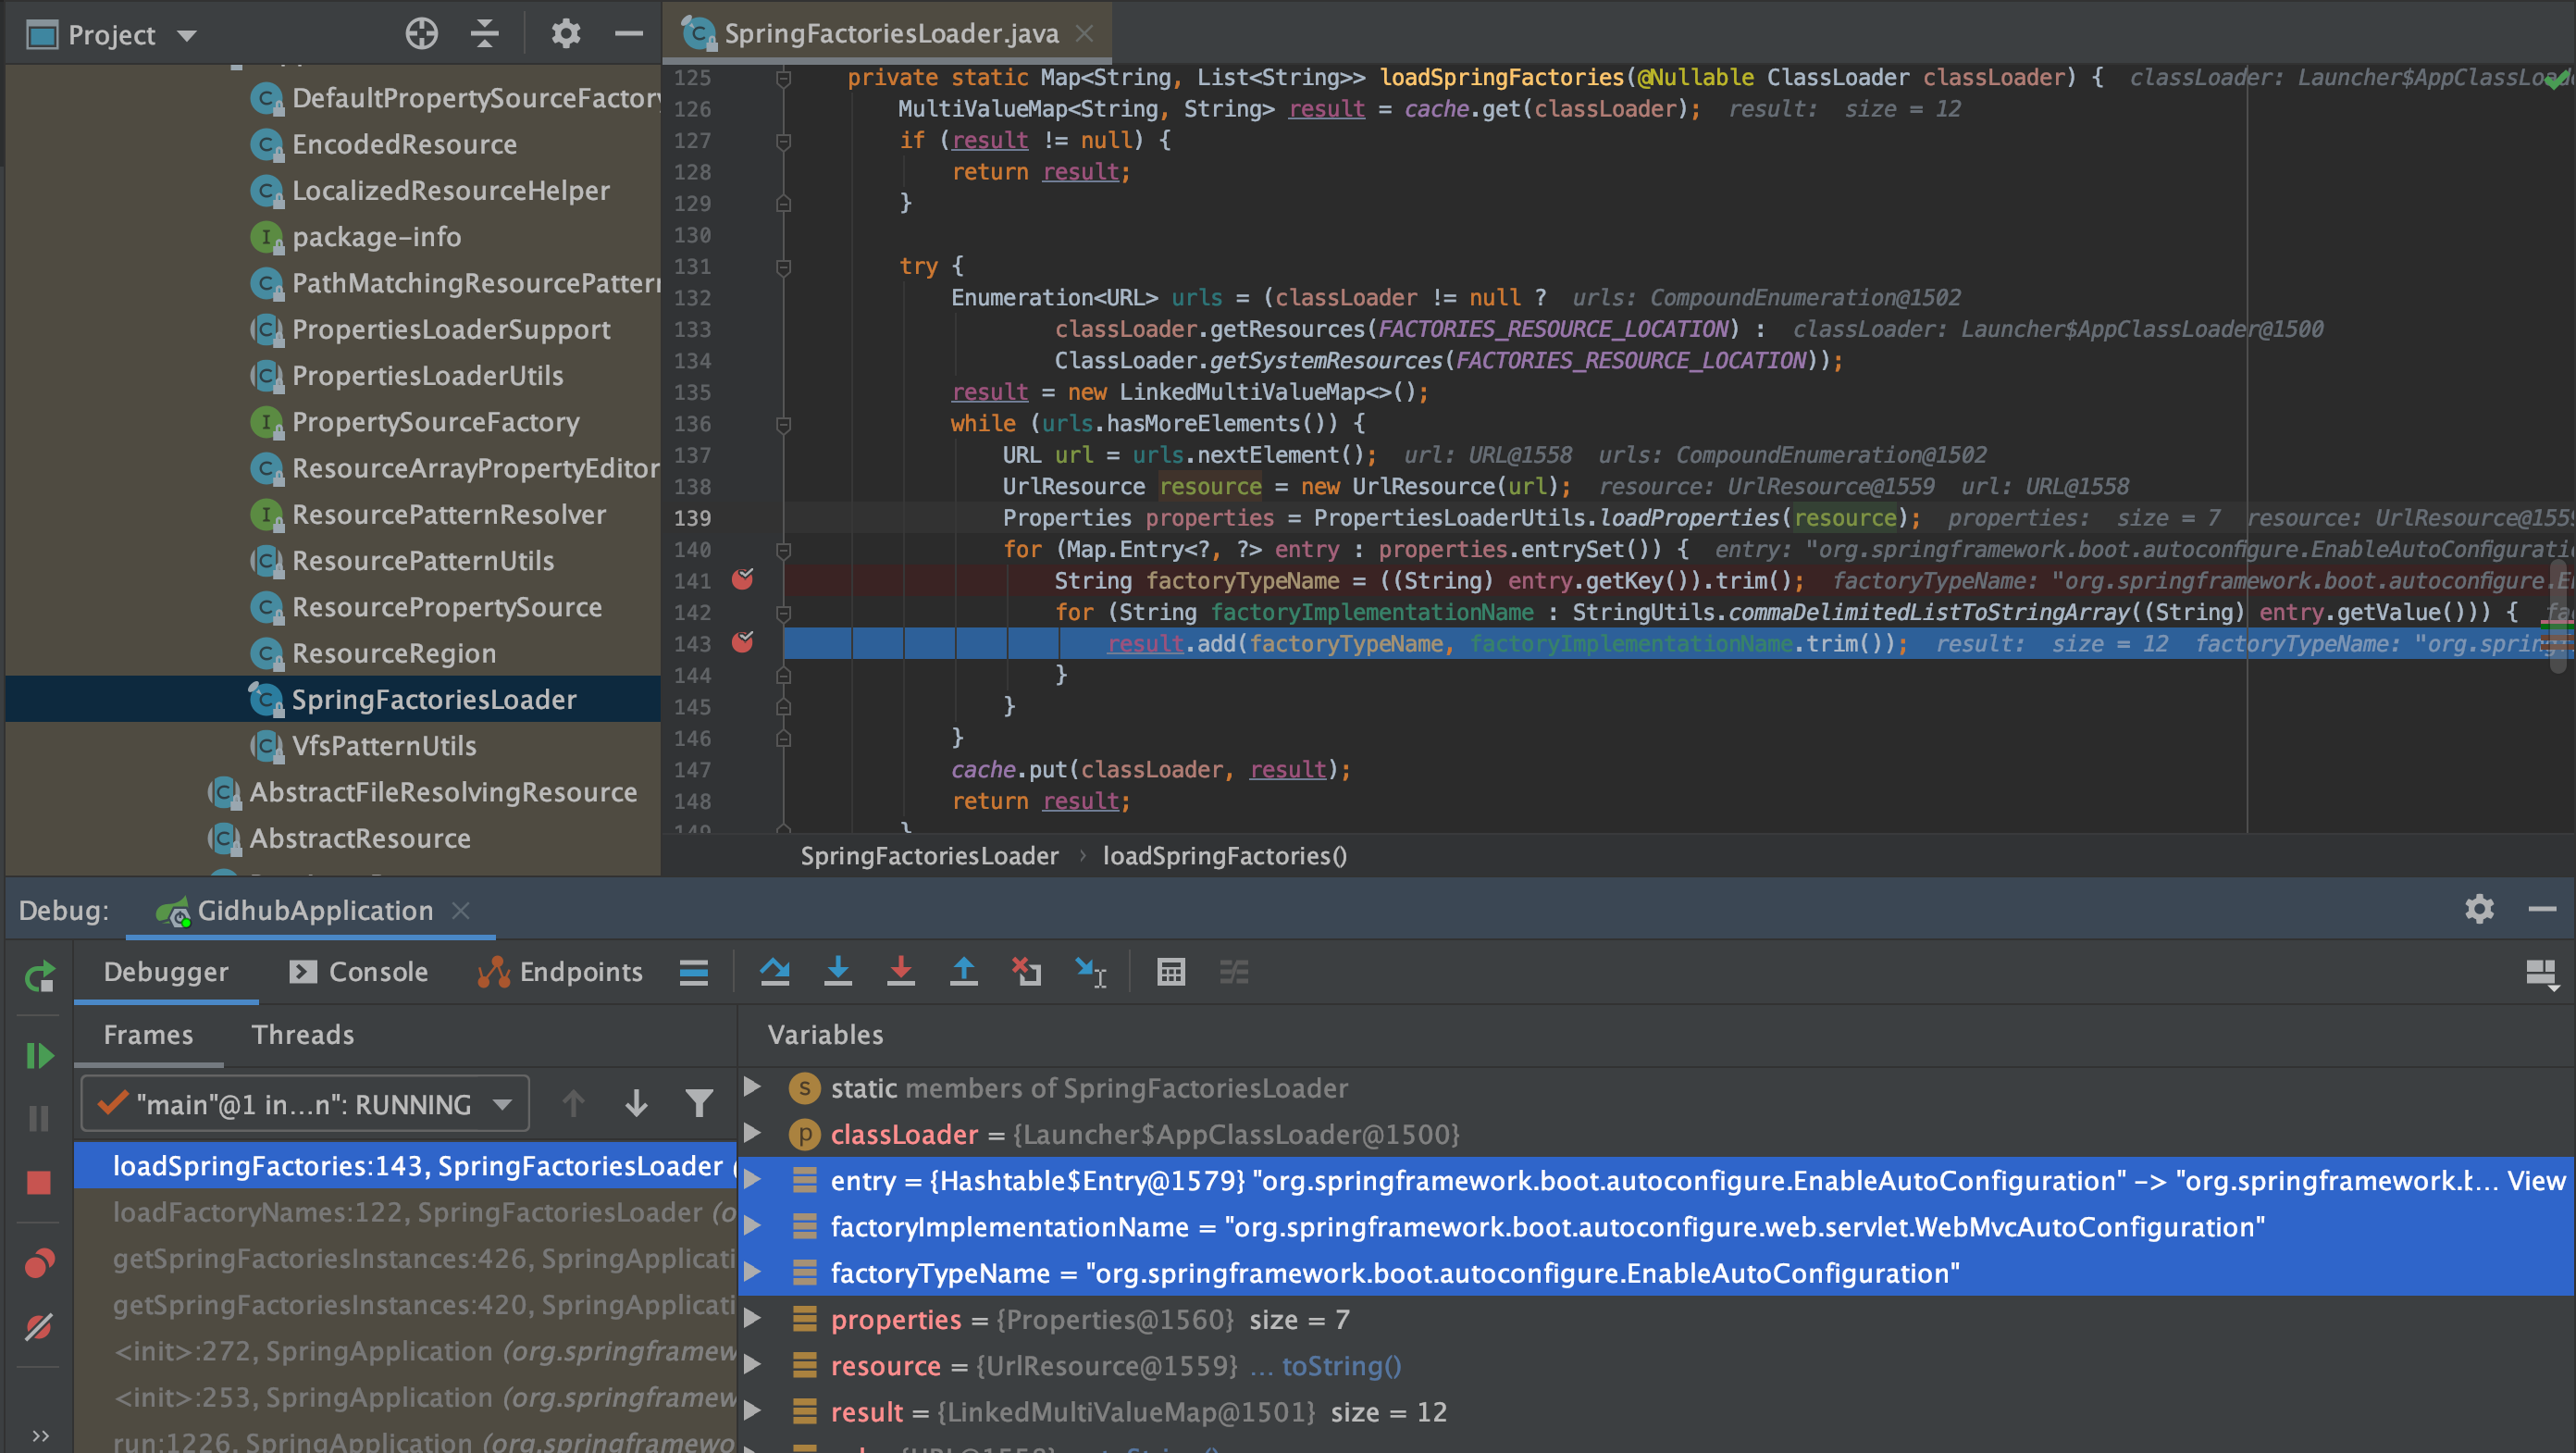 Project
DefaultPropertySourceFactory
EncodedResource
LocalizedResourceHelper
package-info
PathMatchingResourcePatter
PropertiesLoaderSupport
PropertiesLoaderUtils
PropertySourceFactory
ResourceArrayPropertyEditor
ResourcePatternResolver
ResourcePatternUtils
ResourcePropertySource
ResourceRegion
SpringFactoriesLoader
VfsPatternUtils
AbstractFileResolvingResource
AbstractResource
SpringFactoriesLoader.java
125 private static Map<String, List<String>> loadSpringFactories(@Nullable ClassLoader classLoader) { classLoader: Launcher$AppClassLoade
126 MultiValueMap<String, String> result = cache.get(classLoader); result: size = 12
127 if (result != null) {
128 return result;
129 }
130
131 try {
132 Enumeration<URL> urls = (classLoader != null ? urls: CompoundEnumeration@1502
133 classLoader.getResources(FACTORIES_RESOURCE_LOCATION) : classLoader: Launcher$AppClassLoader@1500
134 ClassLoader.getSystemResources(FACTORIES_RESOURCE_LOCATION));
135 result = new LinkedMultiValueMap<>();
136 while (urls.hasMoreElements()) {
137 URL url = urls.nextElement(); url: URL@1558 urls: CompoundEnumeration@1502
138 UrlResource resource = new UrlResource(url); resource: UrlResource@1559 url: URL@1558
139 Properties properties = PropertiesLoaderUtils.loadProperties(resource); properties: size = 7 resource: UrlResource@1559
140 for (Map.Entry<?, ?> entry : properties.entrySet()) { entry: "org.springframework.boot.autoconfigure.EnableAutoConfigurati
141 String factoryTypeName = ((String) entry.getKey()).trim(); factoryTypeName: "org.springframework.boot.autoconfigure.E
142 for (String factoryImplementationName : StringUtils.commaDelimitedListToStringArray((String) entry.getValue())) { fa
143 result.add(factoryTypeName, factoryImplementationName.trim()); result: size = 12 factoryTypeName: "org.spring
144 }
145 }
146 }
147 cache.put(classLoader, result);
148 return result;
149 }
SpringFactoriesLoader › loadSpringFactories()
Debug: GidhubApplication
Debugger Console Endpoints
Frames Threads
"main"@1 in...n": RUNNING
loadSpringFactories:143, SpringFactoriesLoader (
loadFactoryNames:122, SpringFactoriesLoader (o
getSpringFactoriesInstances:426, SpringApplicati
getSpringFactoriesInstances:420, SpringApplicati
<init>:272, SpringApplication (org.springframew
<init>:253, SpringApplication (org.springframew
run:1226, SpringApplication (org.springframewo
Variables
static members of SpringFactoriesLoader
classLoader = {Launcher$AppClassLoader@1500}
entry = {Hashtable$Entry@1579} "org.springframework.boot.autoconfigure.EnableAutoConfiguration" -> "org.springframework.b... View
factoryImplementationName = "org.springframework.boot.autoconfigure.web.servlet.WebMvcAutoConfiguration"
factoryTypeName = "org.springframework.boot.autoconfigure.EnableAutoConfiguration"
properties = {Properties@1560} size = 7
resource = {UrlResource@1559} ... toString()
result = {LinkedMultiValueMap@1501} size = 12